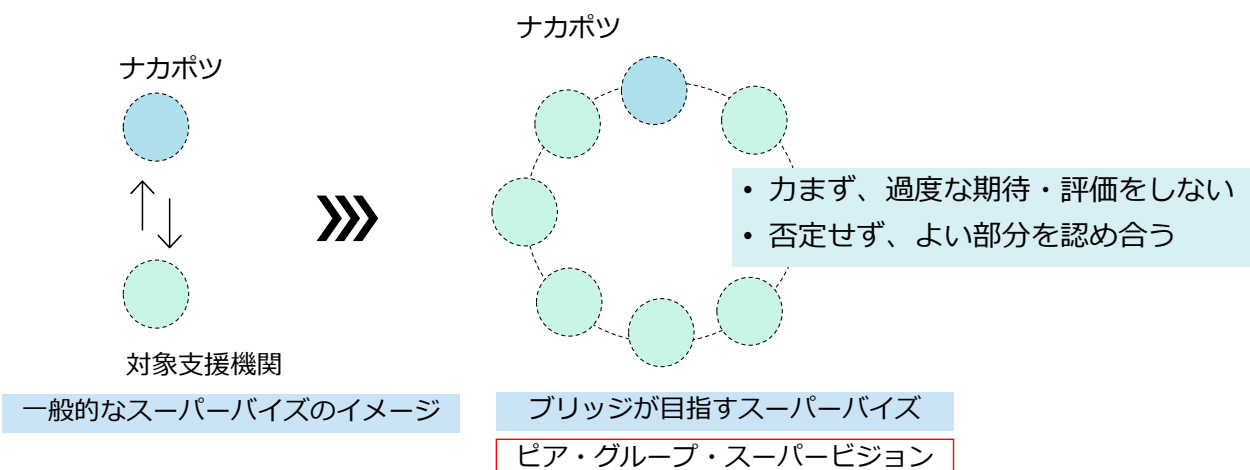 ナカポツ
対象支援機関
一般的なスーパーバイズのイメージ
ナカポツ
• 力まず、過度な期待・評価をしない
• 否定せず、よい部分を認め合う
ブリッジが目指すスーパーバイズ
ピア・グループ・スーパービジョン